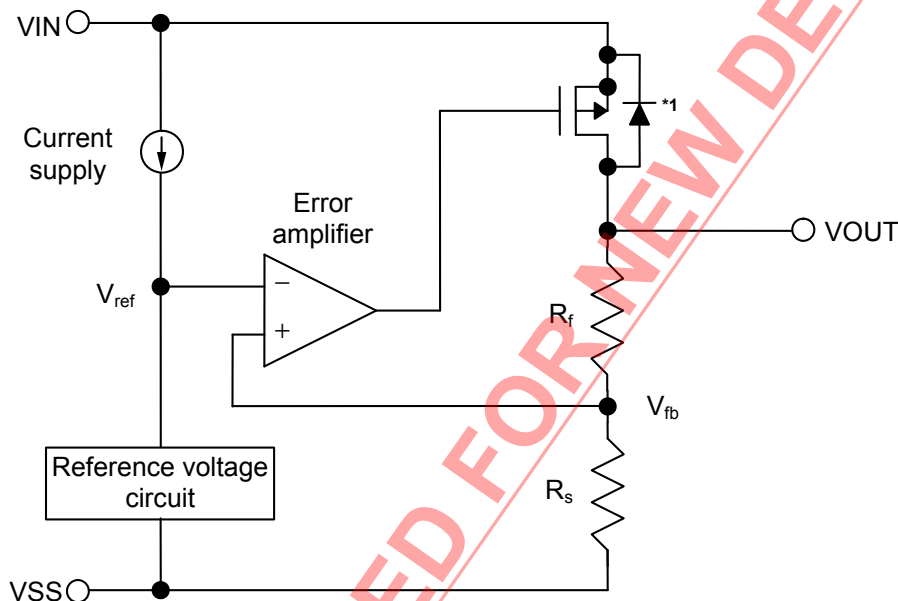 VIN
*1
Current
supply
Error
amplifier
VOUT
Vref
−
+
Rf
Vfb
Reference voltage
circuit
Rs
VSS
ED FOR NEW DE